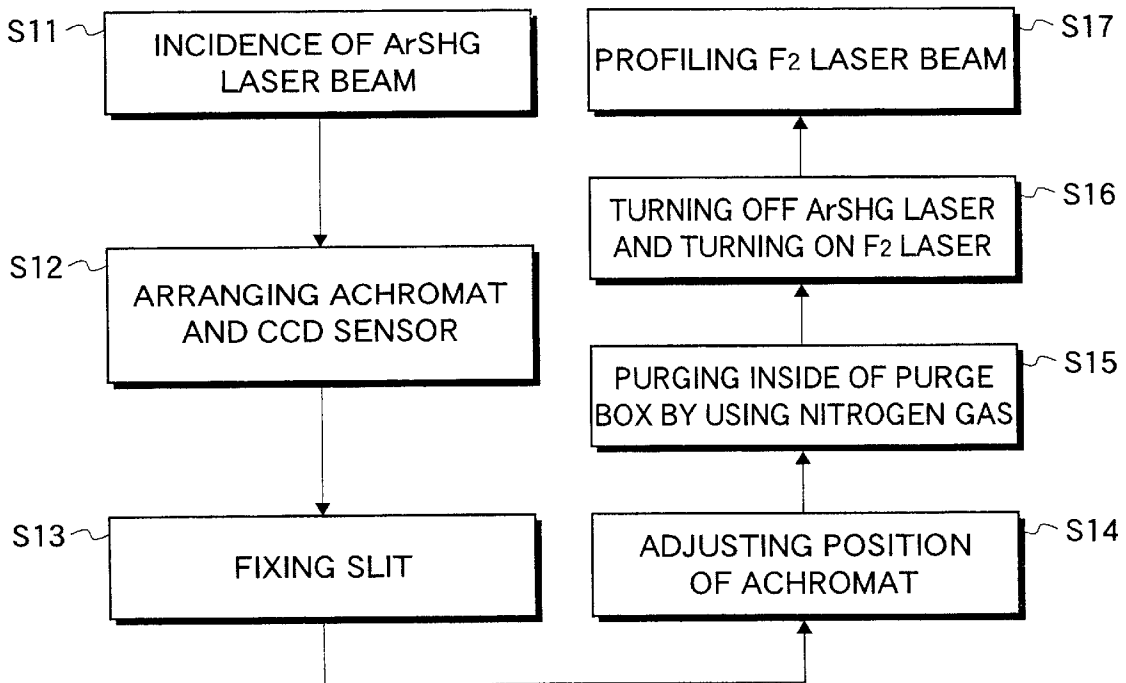 S11
INCIDENCE OF ArSHG
LASER BEAM
S12
ARRANGING ACHROMAT
AND CCD SENSOR
S13
FIXING SLIT
S14
ADJUSTING POSITION
OF ACHROMAT
S15
PURGING INSIDE OF PURGE
BOX BY USING NITROGEN GAS
S16
TURNING OFF ArSHG LASER
AND TURNING ON F2 LASER
S17
PROFILING F2 LASER BEAM